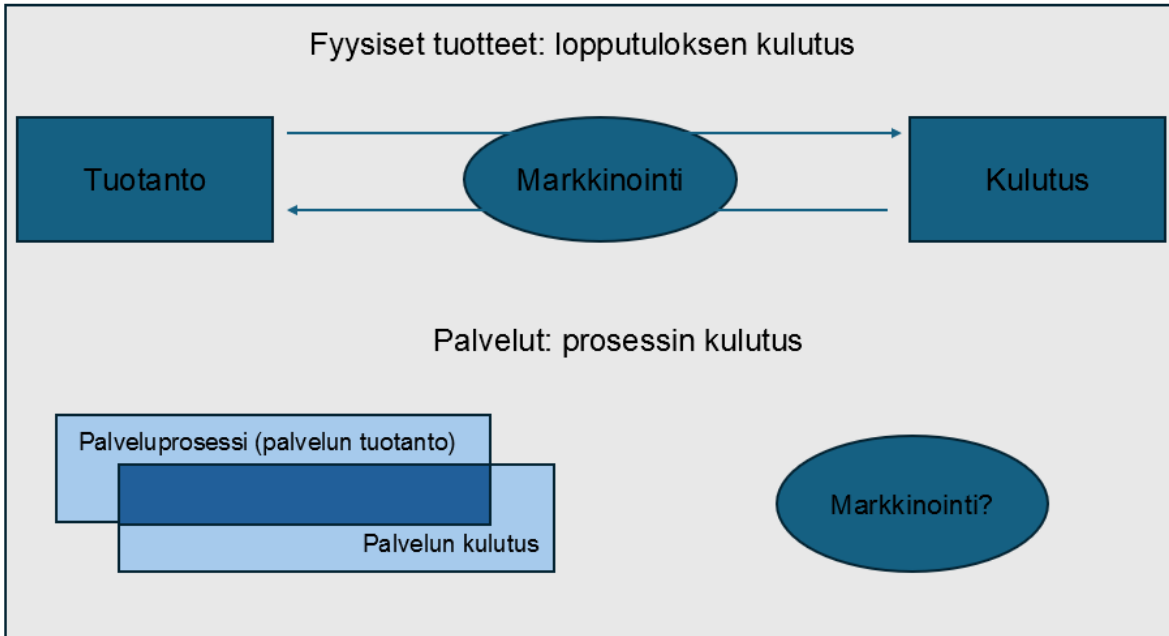 Fyysiset tuotteet: lopputuloksen kulutus
Tuotanto
Markkinointi
Kulutus
Palvelut: prosessin kulutus
Palveluprosessi (palvelun tuotanto)
Palvelun kulutus
Markkinointi?